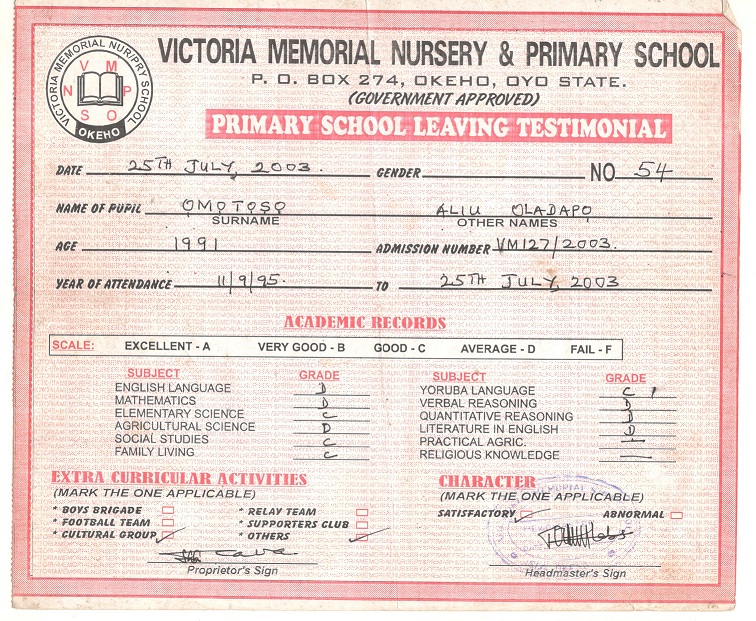 VICTORIA MEMORIAL NUR/PRY SCHOOL
V M
N P
S O
OKEHO
VICTORIA MEMORIAL NURSERY & PRIMARY SCHOOL
P. O. BOX 274, OKEHO, OYO STATE.
(GOVERNMENT APPROVED)
PRIMARY SCHOOL LEAVING TESTIMONIAL
DATE 25TH JULY, 2003. GENDER NO 54
NAME OF PUPIL OMOTOSO ALIU OLADAPO
SURNAME OTHER NAMES
AGE 1991 ADMISSION NUMBER VM127/2003.
YEAR OF ATTENDANCE 11/9/95. TO 25TH JULY, 2003
ACADEMIC RECORDS
SCALE: EXCELLENT - A VERY GOOD - B GOOD - C AVERAGE - D FAIL - F
SUBJECT GRADE SUBJECT GRADE
ENGLISH LANGUAGE D YORUBA LANGUAGE C
MATHEMATICS D VERBAL REASONING D
ELEMENTARY SCIENCE C QUANTITATIVE REASONING D
AGRICULTURAL SCIENCE D LITERATURE IN ENGLISH D
SOCIAL STUDIES C PRACTICAL AGRIC.
FAMILY LIVING C RELIGIOUS KNOWLEDGE —
EXTRA CURRICULAR ACTIVITIES CHARACTER
(MARK THE ONE APPLICABLE) (MARK THE ONE APPLICABLE)
* BOYS BRIGADE * RELAY TEAM SATISFACTORY ABNORMAL
* FOOTBALL TEAM * SUPPORTERS CLUB
* CULTURAL GROUP * OTHERS
Proprietor's Sign Headmaster's Sign